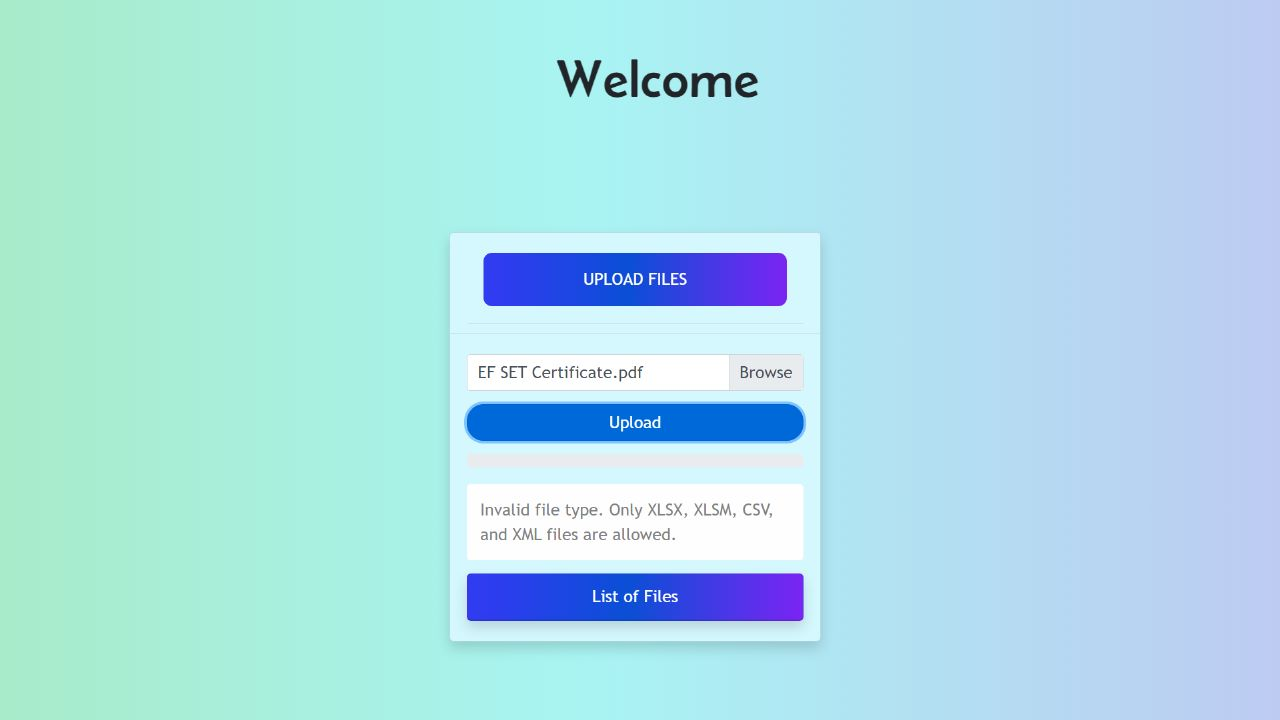 Welcome
UPLOAD FILES
EF SET Certificate.pdf Browse
Upload
Invalid file type. Only XLSX, XLSM, CSV,
and XML files are allowed.
List of Files